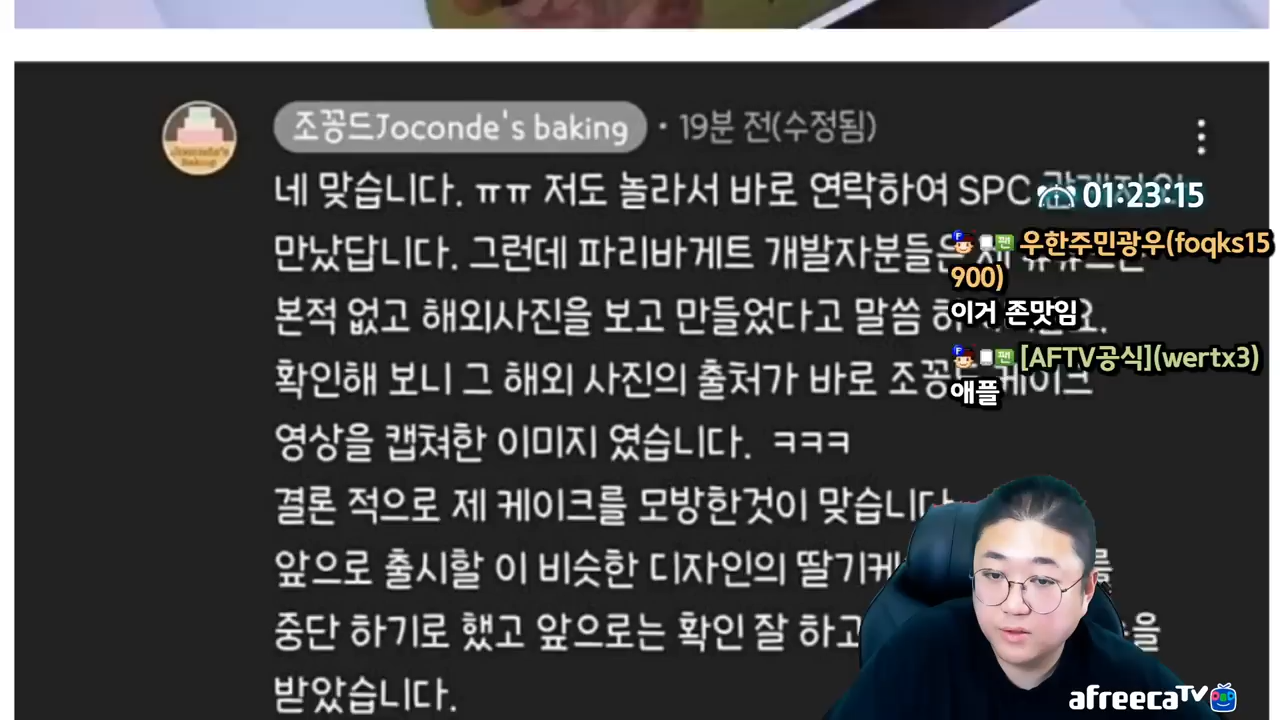 조꽁드Joconde's baking · 19분 전(수정됨)
네 맞습니다. ㅠㅠ 저도 놀라서 바로 연락하여 SPC
만났답니다. 그런데 파리바게트 개발자분들은
본적 없고 해외사진을 보고 만들었다고 말씀
확인해 보니 그 해외 사진의 출처가 바로 조꽁드 케이크
영상을 캡쳐한 이미지 였습니다. ㅋㅋㅋ
결론 적으로 제 케이크를 모방한것이 맞습니다
앞으로 출시할 이 비슷한 디자인의 딸기케
중단 하기로 했고 앞으로는 확인 잘 하고
받았습니다.
01:23:15
우한주민광우(foqks15
900)
이거 존맛임
[AFTV공식](wertx3)
애플
afreecaTV